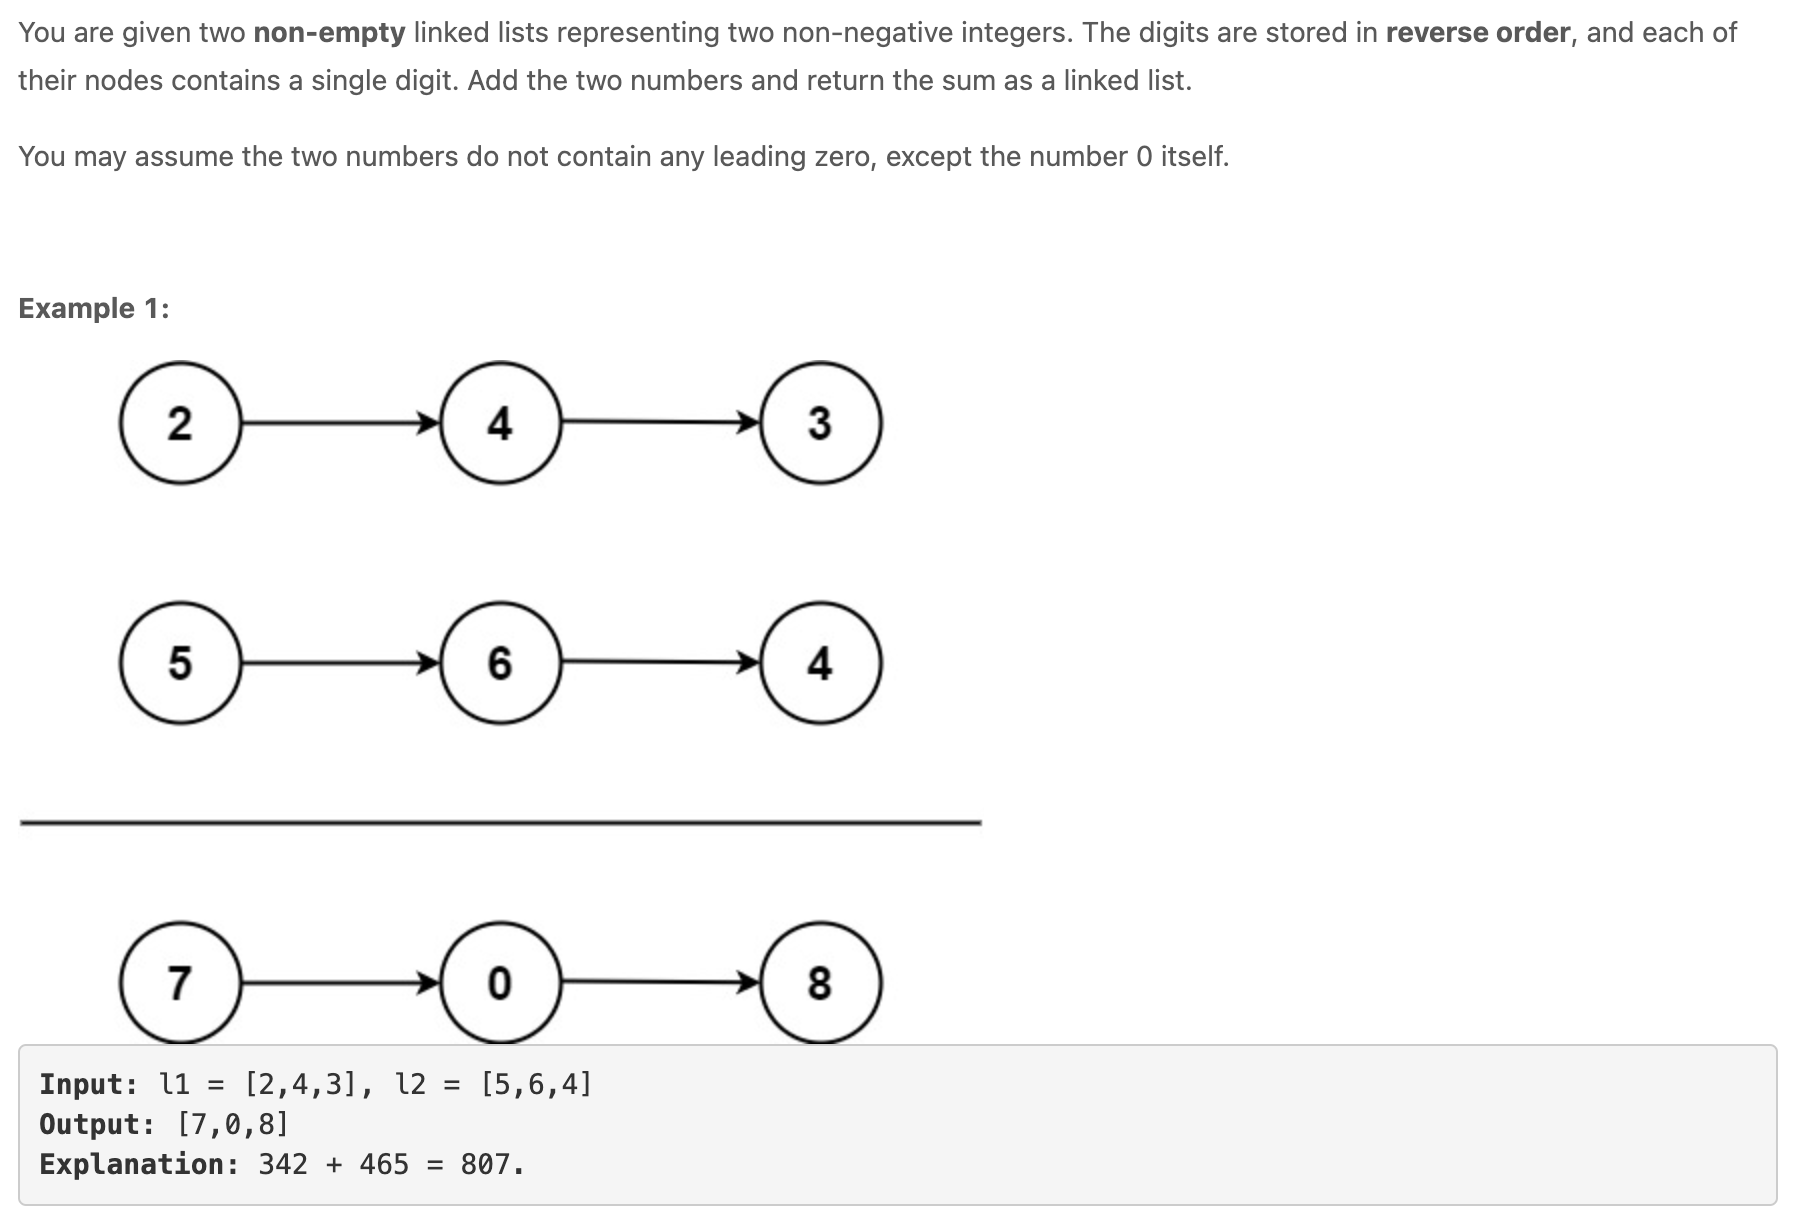 You are given two non-empty linked lists representing two non-negative integers. The digits are stored in reverse order, and each of
their nodes contains a single digit. Add the two numbers and return the sum as a linked list.
You may assume the two numbers do not contain any leading zero, except the number 0 itself.
Example 1:
2 4 3
5 6 4
7 0 8
Input: l1 = [2,4,3], l2 = [5,6,4]
Output: [7,0,8]
Explanation: 342 + 465 = 807.